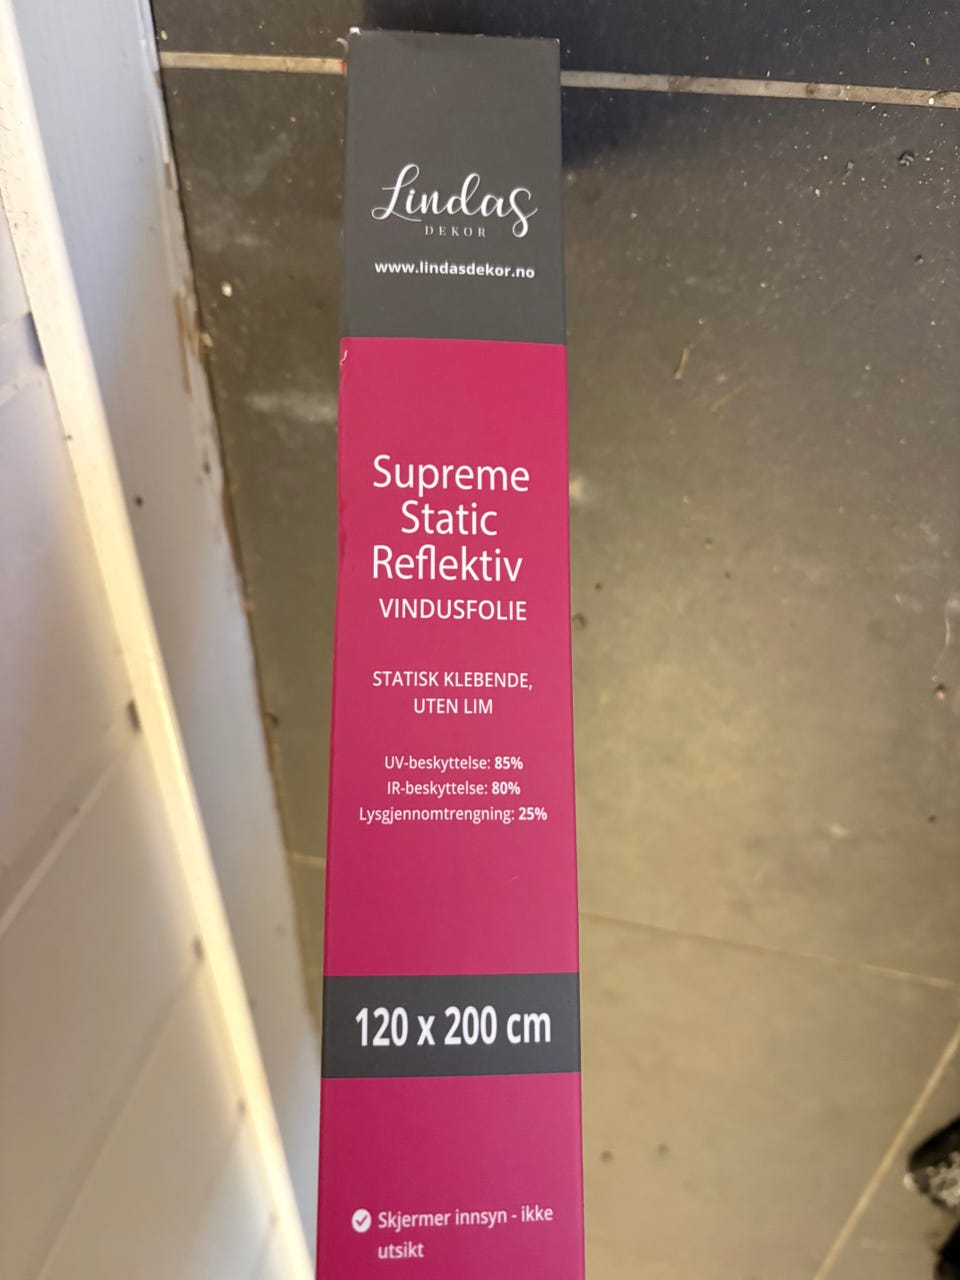 Lindas
DEKOR
www.lindasdekor.no
Supreme
Static
Reflektiv
VINDUSFOLIE
STATISK KLEBENDE,
UTEN LIM
UV-beskyttelse: 85%
IR-beskyttelse: 80%
Lysgjennomtrengning: 25%
120 x 200 cm
Skjermer innsyn - ikke
utsikt